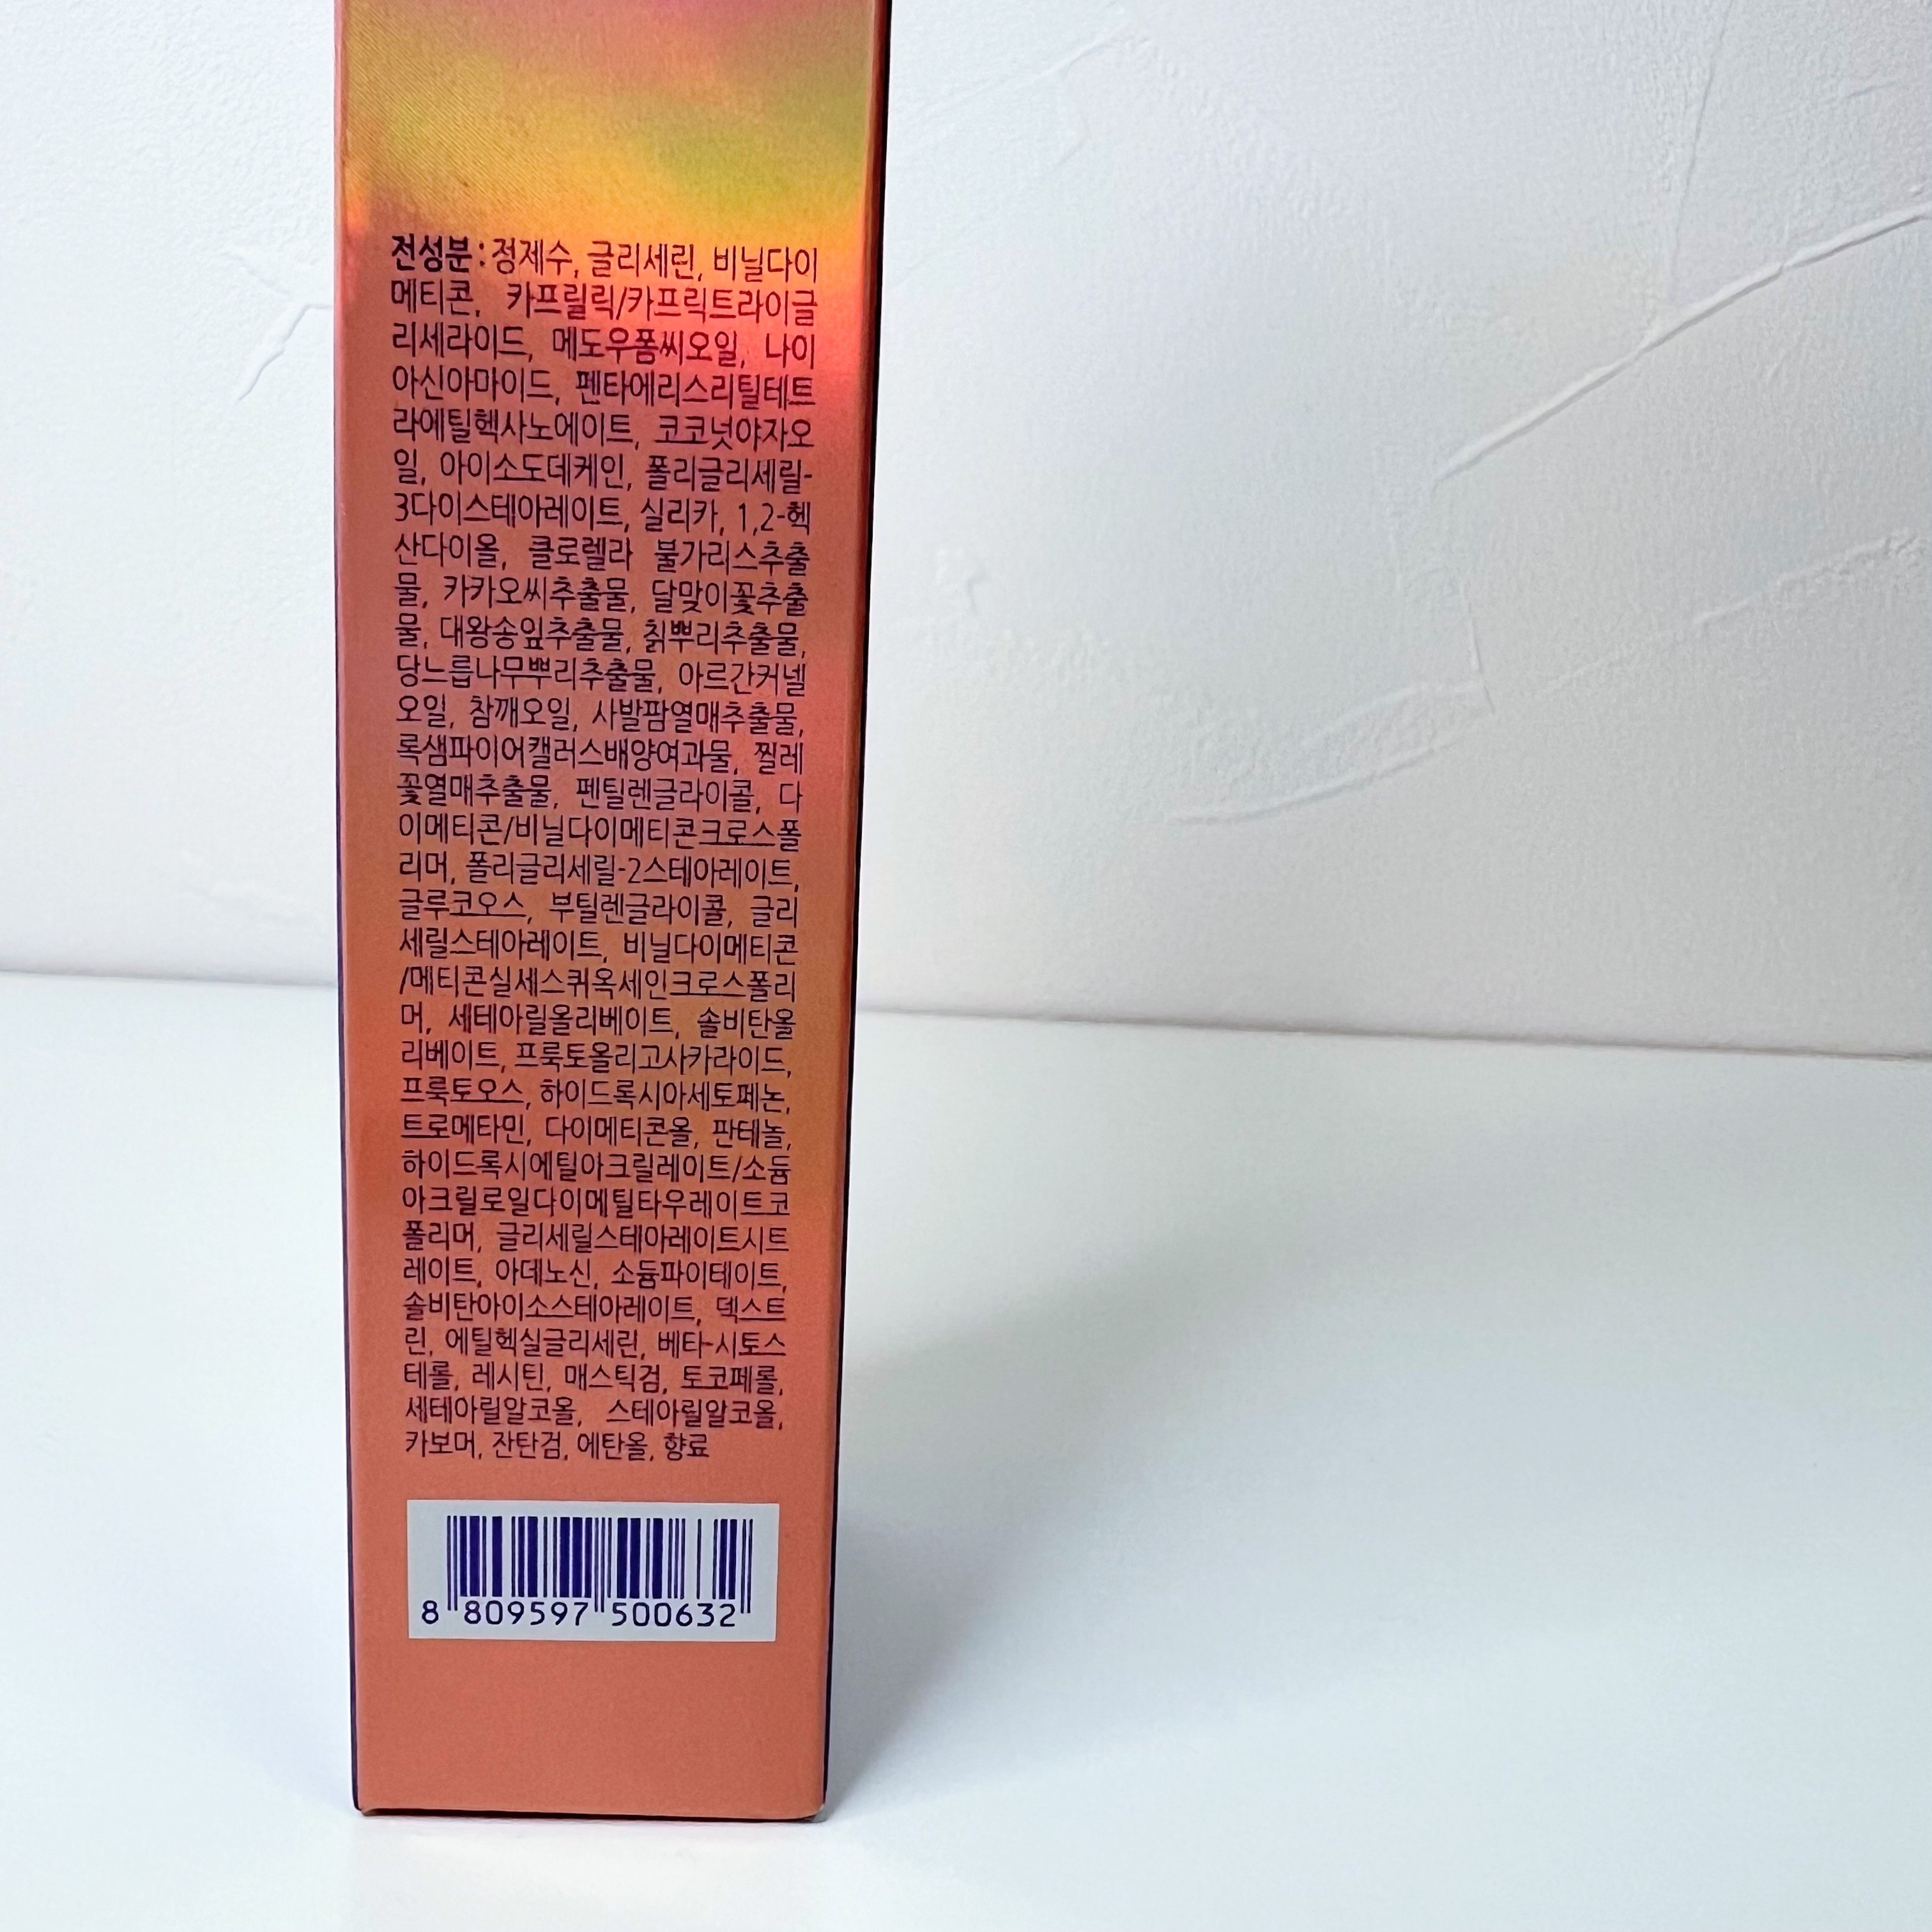 전성분 : 정제수, 글리세린, 비닐다이
메티콘, 카프릴릭/카프릭트라이글
리세라이드, 메도우폼씨오일, 나이
아신아마이드, 펜타에리스리틸테트
라에틸헥사노에이트, 코코넛야자오
일, 아이소도데케인, 폴리글리세릴-
3다이스테아레이트, 실리카, 1,2-헥
산다이올, 클로렐라 불가리스추출
물, 카카오씨추출물, 달맞이꽃추출
물, 대왕송잎추출물, 칡뿌리추출물,
당느릅나무뿌리추출물, 아르간커넬
오일, 참깨오일, 사발팜열매추출물,
록샘파이어캘러스배양여과물, 찔레
꽃열매추출물, 펜틸렌글라이콜, 다
이메티콘/비닐다이메티콘크로스폴
리머, 폴리글리세릴-2스테아레이트,
글루코오스, 부틸렌글라이콜, 글리
세릴스테아레이트, 비닐다이메티콘
/메티콘실세스퀴옥세인크로스폴리
머, 세테아릴올리베이트, 솔비탄올
리베이트, 프룩토올리고사카라이드,
프룩토오스, 하이드록시아세토페논,
트로메타민, 다이메티콘올, 판테놀,
하이드록시에틸아크릴레이트/소듐
아크릴로일다이메틸타우레이트코
폴리머, 글리세릴스테아레이트시트
레이트, 아데노신, 소듐파이테이트,
솔비탄아이소스테아레이트, 덱스트
린, 에틸헥실글리세린, 베타-시토스
테롤, 레시틴, 매스틱검, 토코페롤,
세테아릴알코올, 스테아릴알코올,
카보머, 잔탄검, 에탄올, 향료
8 809597 500632